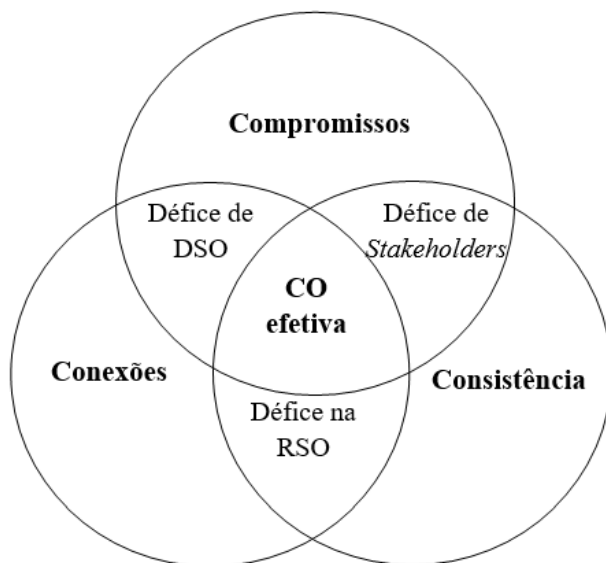 Compromissos
Défice de
DSO
Défice de
Stakeholders
CO
efetiva
Conexões
Consistência
Défice na
RSO